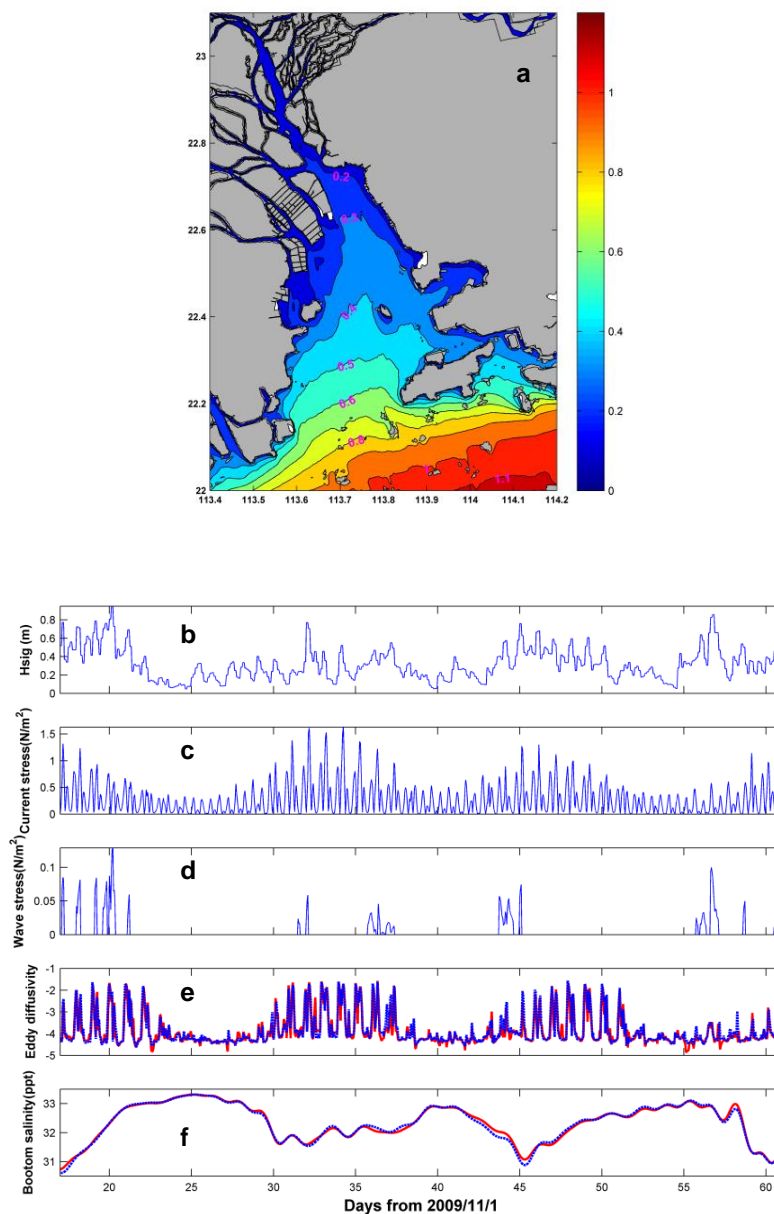 a
23
22.8
22.6
22.4
22.2
22
113.4 113.5 113.6 113.7 113.8 113.9 114 114.1 114.2
1
0.8
0.6
0.4
0.2
0
0.2
0.4
0.5
0.6
0.8
1
1.1
b
Hsig (m)
0.8
0.6
0.4
0.2
0
c
Current stress(N/m²)
1.5
1
0.5
0
d
Wave stress(N/m²)
0.1
0.05
0
e
Eddy diffusivity
-1
-2
-3
-4
-5
f
Bootom salinity(ppt)
33
32
31
20 25 30 35 40 45 50 55 60
Days from 2009/11/1